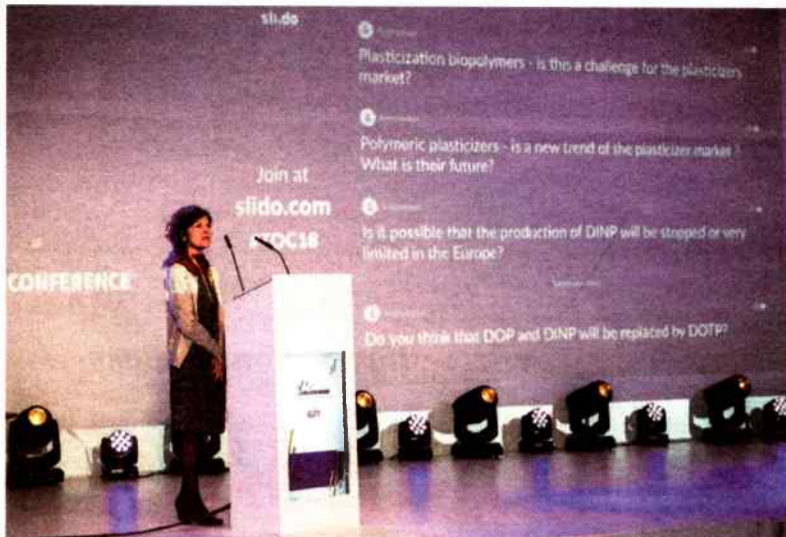 sli.do
Plasticization biopolymers - is this a challenge for the plasticizers
market?
Polymeric plasticizers - is a new trend of the plasticizer market ?
What is their future?
Join at
slido.com
Is it possible that the production of DINP will be stopped or very
limited in the Europe?
CONFERENCE
Do you think that DOP and DINP will be replaced by DOTP?